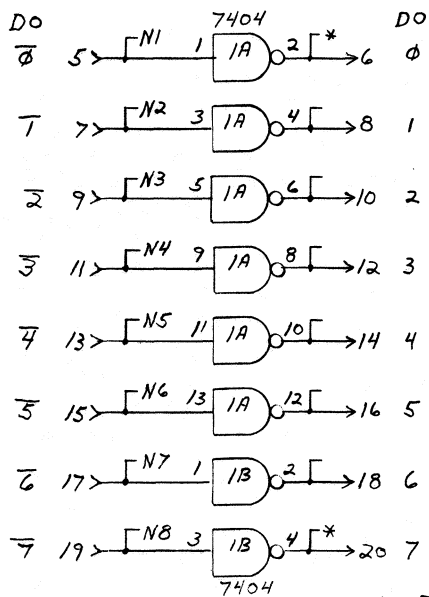 7404
DO DO
0̅ 5 N1 1 1A 2 * 6 0
1̅ 7 N2 3 1A 4 8 1
2̅ 9 N3 5 1A 6 10 2
3̅ 11 N4 9 1A 8 12 3
4̅ 13 N5 11 1A 10 14 4
5̅ 15 N6 13 1A 12 16 5
6̅ 17 N7 1 1B 2 18 6
7̅ 19 N8 3 1B 4 * 20 7
7404